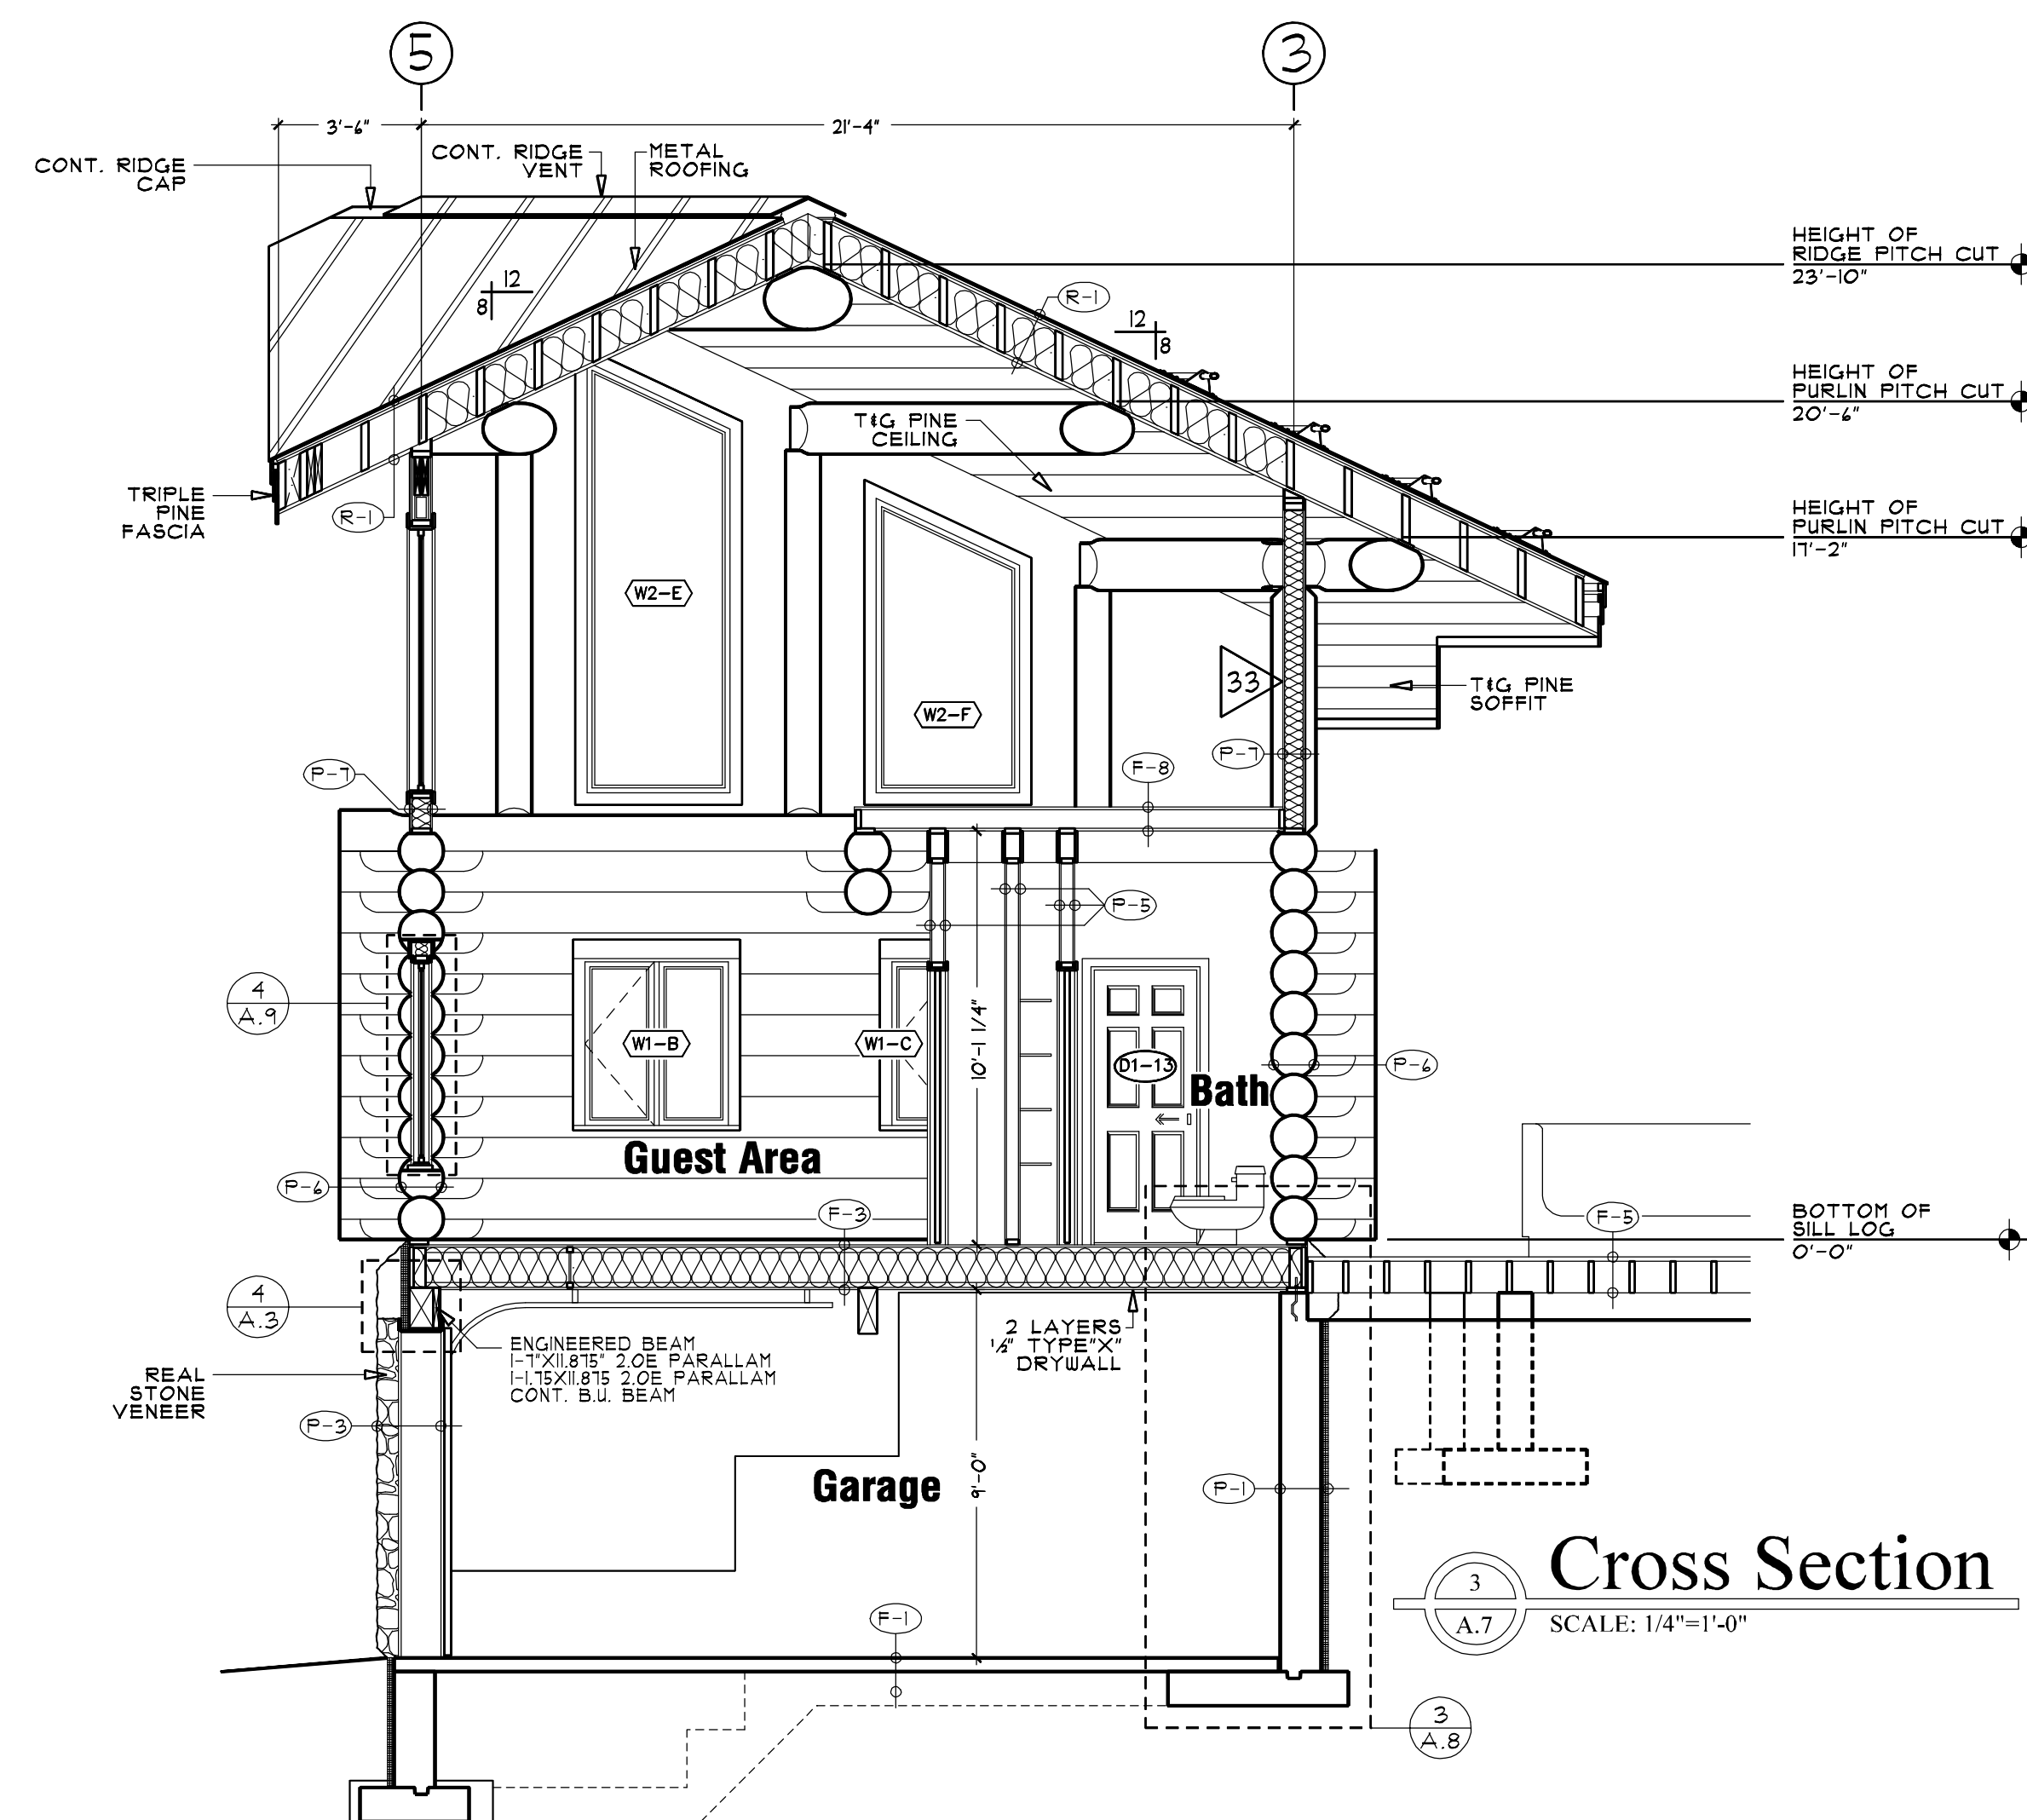 5
3
3'-6"
21'-4"
CONT. RIDGE
CAP
CONT. RIDGE
VENT
METAL
ROOFING
HEIGHT OF
RIDGE PITCH CUT
23'-10"
12
8
R-1
12
8
HEIGHT OF
PURLIN PITCH CUT
20'-6"
T&G PINE
CEILING
TRIPLE
PINE
FASCIA
R-1
HEIGHT OF
PURLIN PITCH CUT
17'-2"
W2-E
33
T&G PINE
SOFFIT
W2-F
P-7
P-7
F-8
P-5
4
A.9
W1-B
W1-C
10'-1 1/4"
D1-13
Bath
P-6
Guest Area
P-6
F-3
F-5
BOTTOM OF
SILL LOG
0'-0"
4
A.3
ENGINEERED BEAM
1-7"X11.875" 2.0E PARALLAM
1-1.75X11.875 2.0E PARALLAM
CONT. B.U. BEAM
2 LAYERS
1/2" TYPE"X"
DRYWALL
REAL
STONE
VENEER
P-3
Garage
9'-0"
P-1
Cross Section
3
A.7
SCALE: 1/4"=1'-0"
F-1
3
A.8